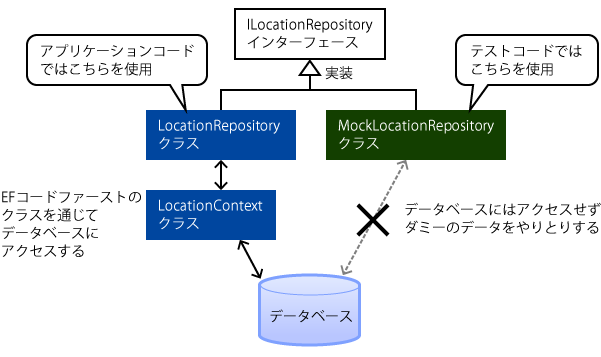 ILocationRepository
インターフェース
アプリケーションコード
ではこちらを使用
テストコードでは
こちらを使用
実装
LocationRepository
クラス
MockLocationRepository
クラス
EFコードファーストの
クラスを通じて
データベースに
アクセスする
LocationContext
クラス
データベースにはアクセスせず
ダミーのデータをやりとりする
データベース